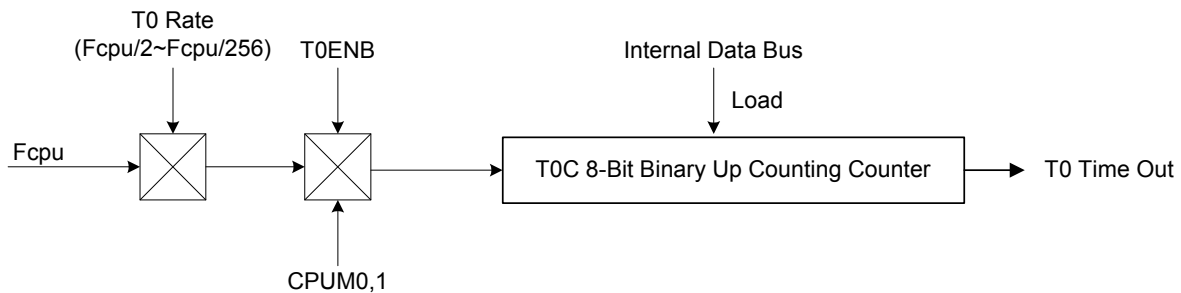 T0 Rate
(Fcpu/2~Fcpu/256)
T0ENB
Internal Data Bus
Load
Fcpu
T0C 8-Bit Binary Up Counting Counter
T0 Time Out
CPUM0,1